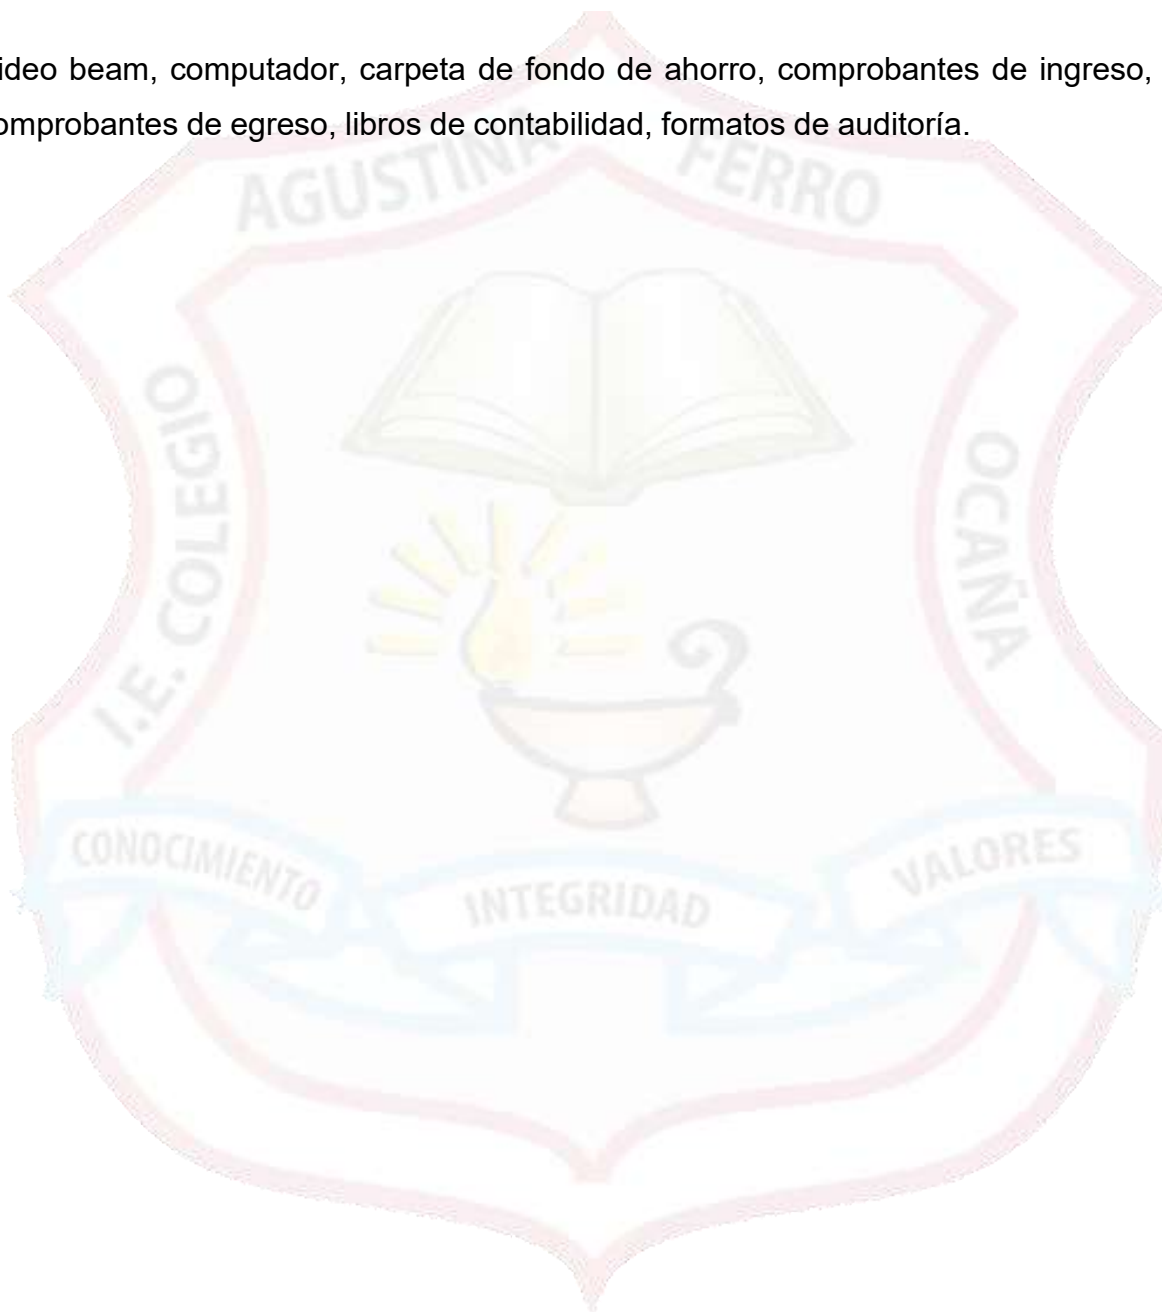 ideo beam, computador, carpeta de fondo de ahorro, comprobantes de ingreso,
omprobantes de egreso, libros de contabilidad, formatos de auditoría.
AGUSTINA FERRO
I.E. COLEGIO
OCAÑA
CONOCIMIENTO
INTEGRIDAD
VALORES